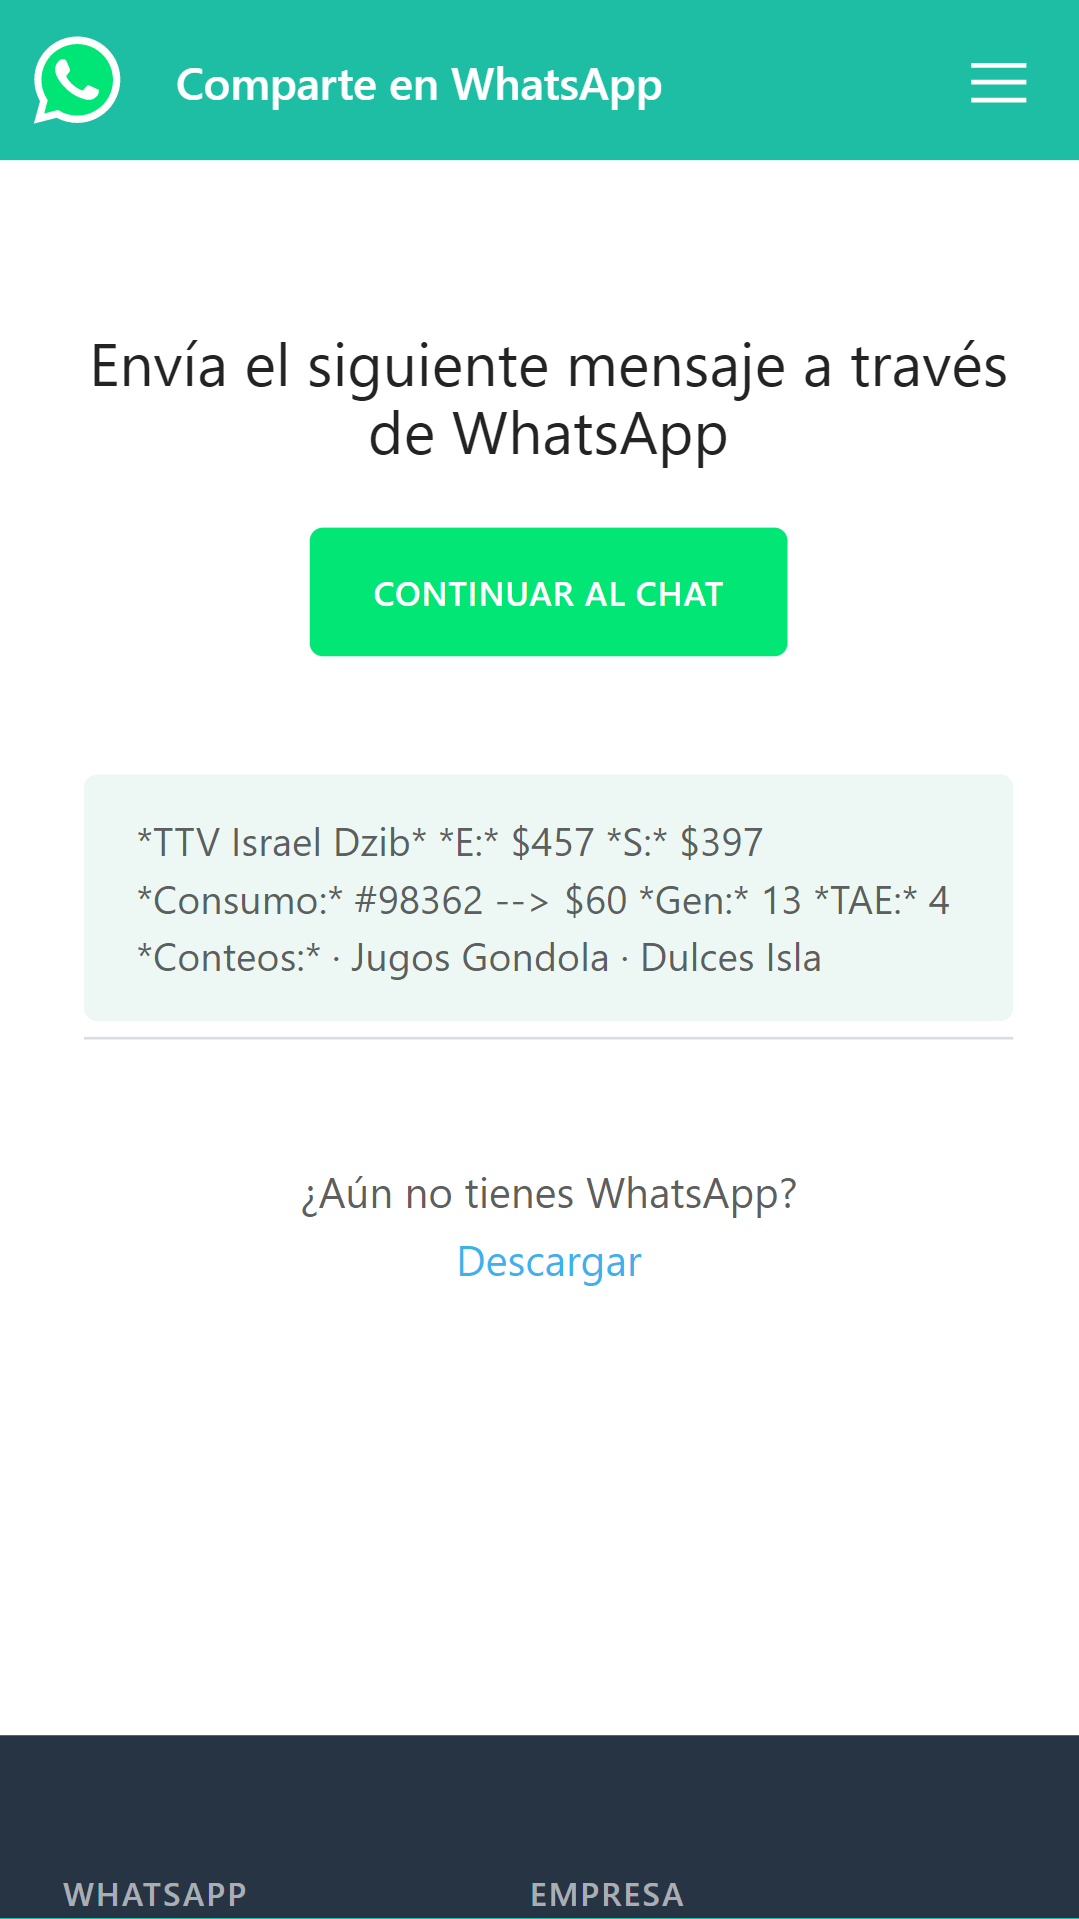 Comparte en WhatsApp
Envía el siguiente mensaje a través
de WhatsApp
CONTINUAR AL CHAT
*TTV Israel Dzib* *E:* $457 *S:* $397
*Consumo:* #98362 --> $60 *Gen:* 13 *TAE:* 4
*Conteos:* · Jugos Gondola · Dulces Isla
¿Aún no tienes WhatsApp?
Descargar
WHATSAPP
EMPRESA